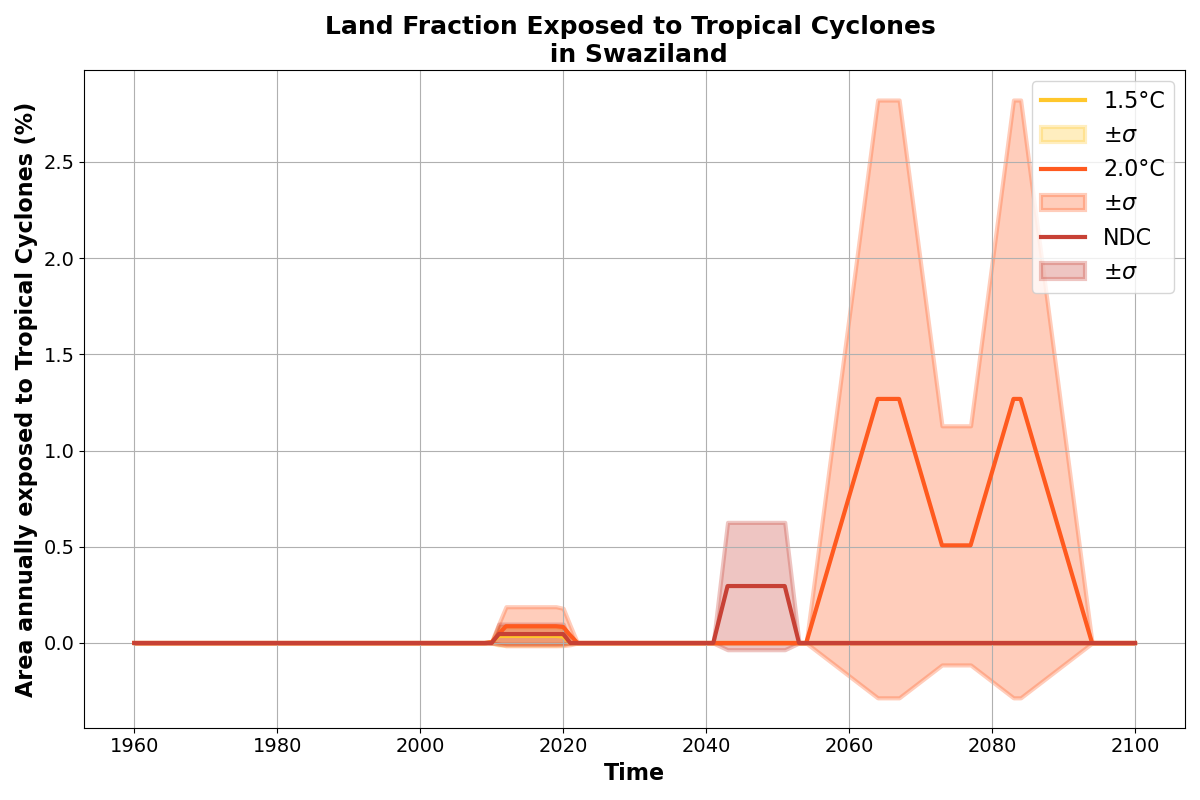 Land Fraction Exposed to Tropical Cyclones
in Swaziland
Area annually exposed to Tropical Cyclones (%)
2.5
2.0
1.5
1.0
0.5
0.0
1.5°C
±σ
2.0°C
±σ
NDC
±σ
1960
1980
2000
2020
2040
2060
2080
2100
Time